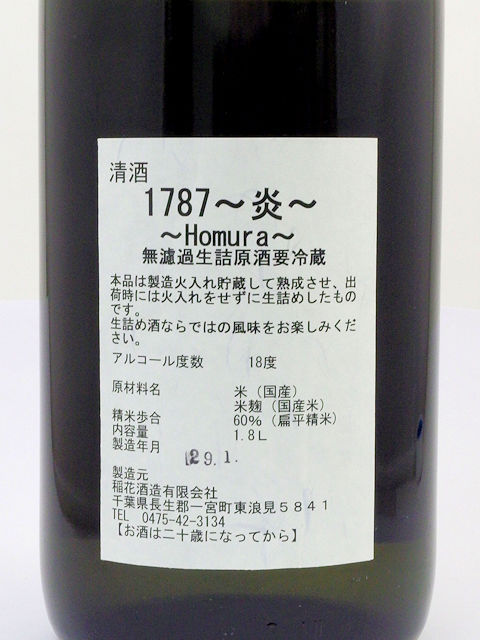 清酒
1787～炎～
～Homura～
無濾過生詰原酒要冷蔵
本品は製造火入れ貯蔵して熟成させ、出
荷時には火入れをせずに生詰めしたもの
です。
生詰め酒ならではの風味をお楽しみくだ
さい。
アルコール度数 18度
原材料名 米（国産）
米麹（国産米）
精米歩合 60％（扁平精米）
内容量 1.8L
製造年月
29.1.
製造元
稲花酒造有限会社
千葉県長生郡一宮町東浪見５８４１
TEL 0475-42-3134
【お酒は二十歳になってから】